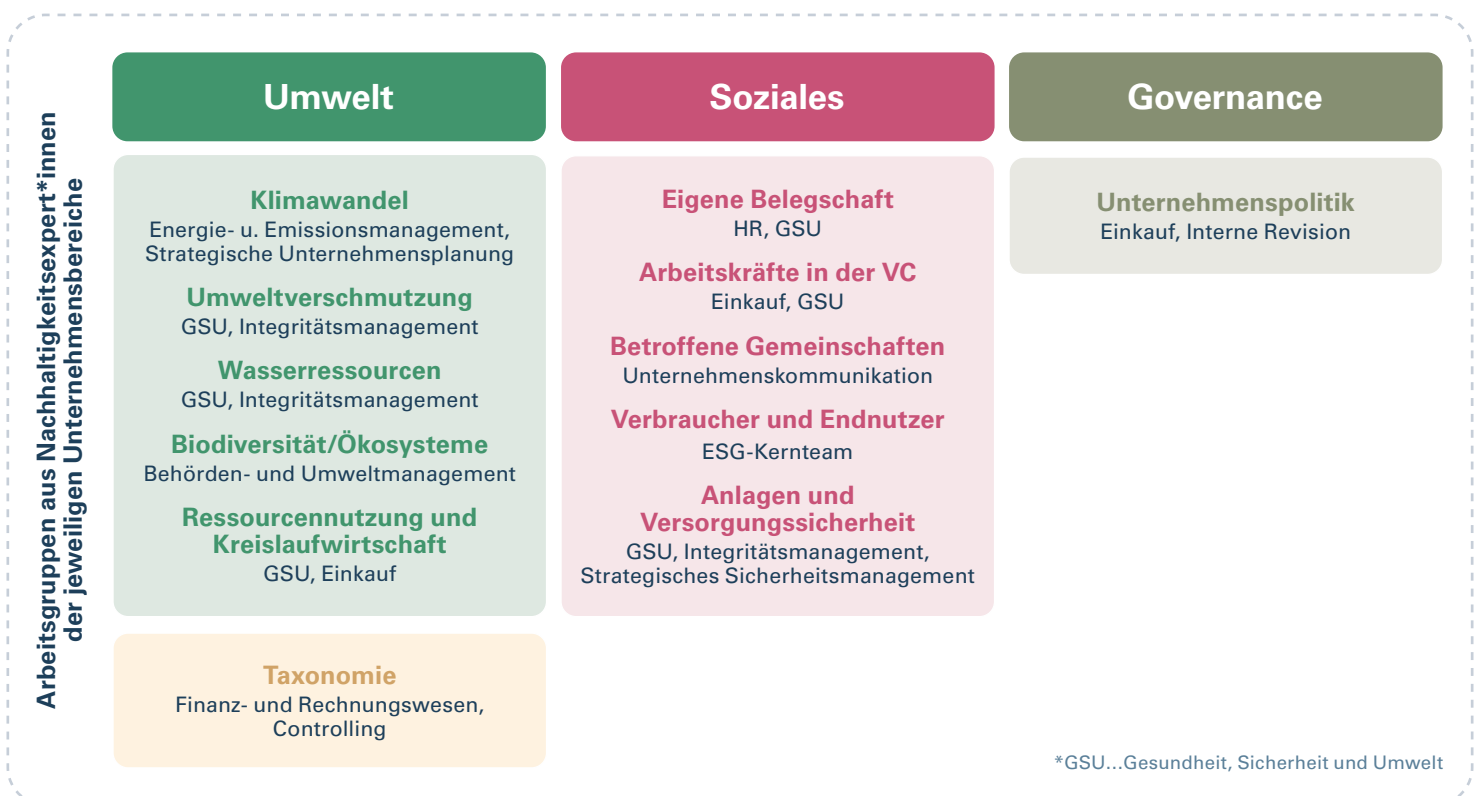 Arbeitsgruppen aus Nachhaltigkeitsexpert*innen
der jeweiligen Unternehmensbereiche
Umwelt
Klimawandel
Energie- u. Emissionsmanagement,
Strategische Unternehmensplanung
Umweltverschmutzung
GSU, Integritätsmanagement
Wasserressourcen
GSU, Integritätsmanagement
Biodiversität/Ökosysteme
Behörden- und Umweltmanagement
Ressourcennutzung und
Kreislaufwirtschaft
GSU, Einkauf
Taxonomie
Finanz- und Rechnungswesen,
Controlling
Soziales
Eigene Belegschaft
HR, GSU
Arbeitskräfte in der VC
Einkauf, GSU
Betroffene Gemeinschaften
Unternehmenskommunikation
Verbraucher und Endnutzer
ESG-Kernteam
Anlagen und
Versorgungssicherheit
GSU, Integritätsmanagement,
Strategisches Sicherheitsmanagement
Governance
Unternehmenspolitik
Einkauf, Interne Revision
*GSU...Gesundheit, Sicherheit und Umwelt